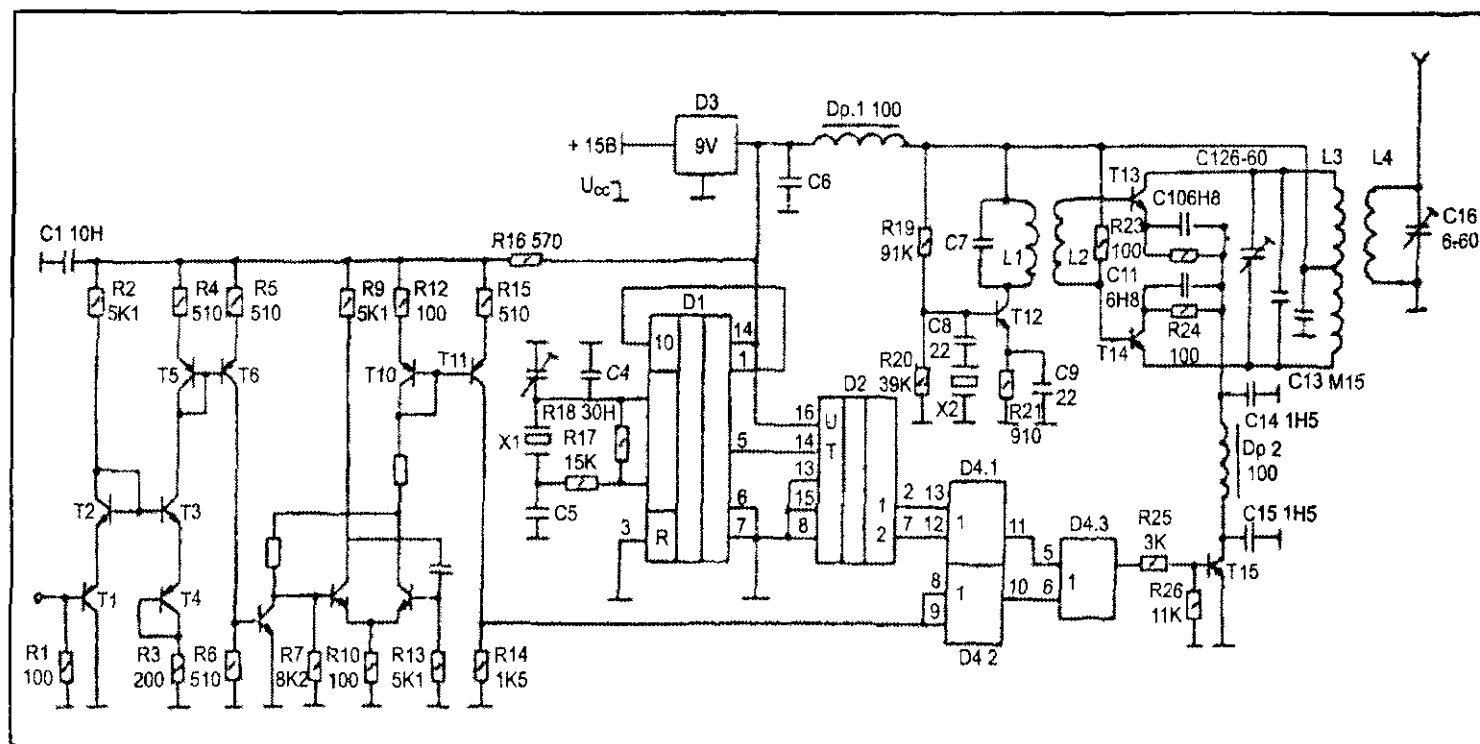 D3
9V
+ 15В
Ucc
Dp.1 100
C6
C1 10H
R2
5K1
R4
510
R5
510
R9
5K1
R12
100
R15
510
R16 570
R19
91K
C7
L1
L2
T13
C106H8
R23
100
C11
6H8
R24
100
T14
C126-60
L3
L4
C16
6-60
D1
10
14
1
C4
R18 30H
X1
R17
15K
C5
3
R
5
6
7
T5
T6
T10
T11
T2
T3
T1
T4
R1
100
R3
200
R6
510
R7
8K2
R10
100
R13
5K1
R14
1K5
R20
39K
C8
22
X2
T12
R21
910
C9
22
D2
16
U
14
T
13
15
8
1
2
2
7
D4.1
13
12
1
11
8
9
1
10
D4 2
D4.3
5
6
1
R25
3K
R26
11K
T15
C13 M15
C14 1H5
Dp 2
100
C15 1H5